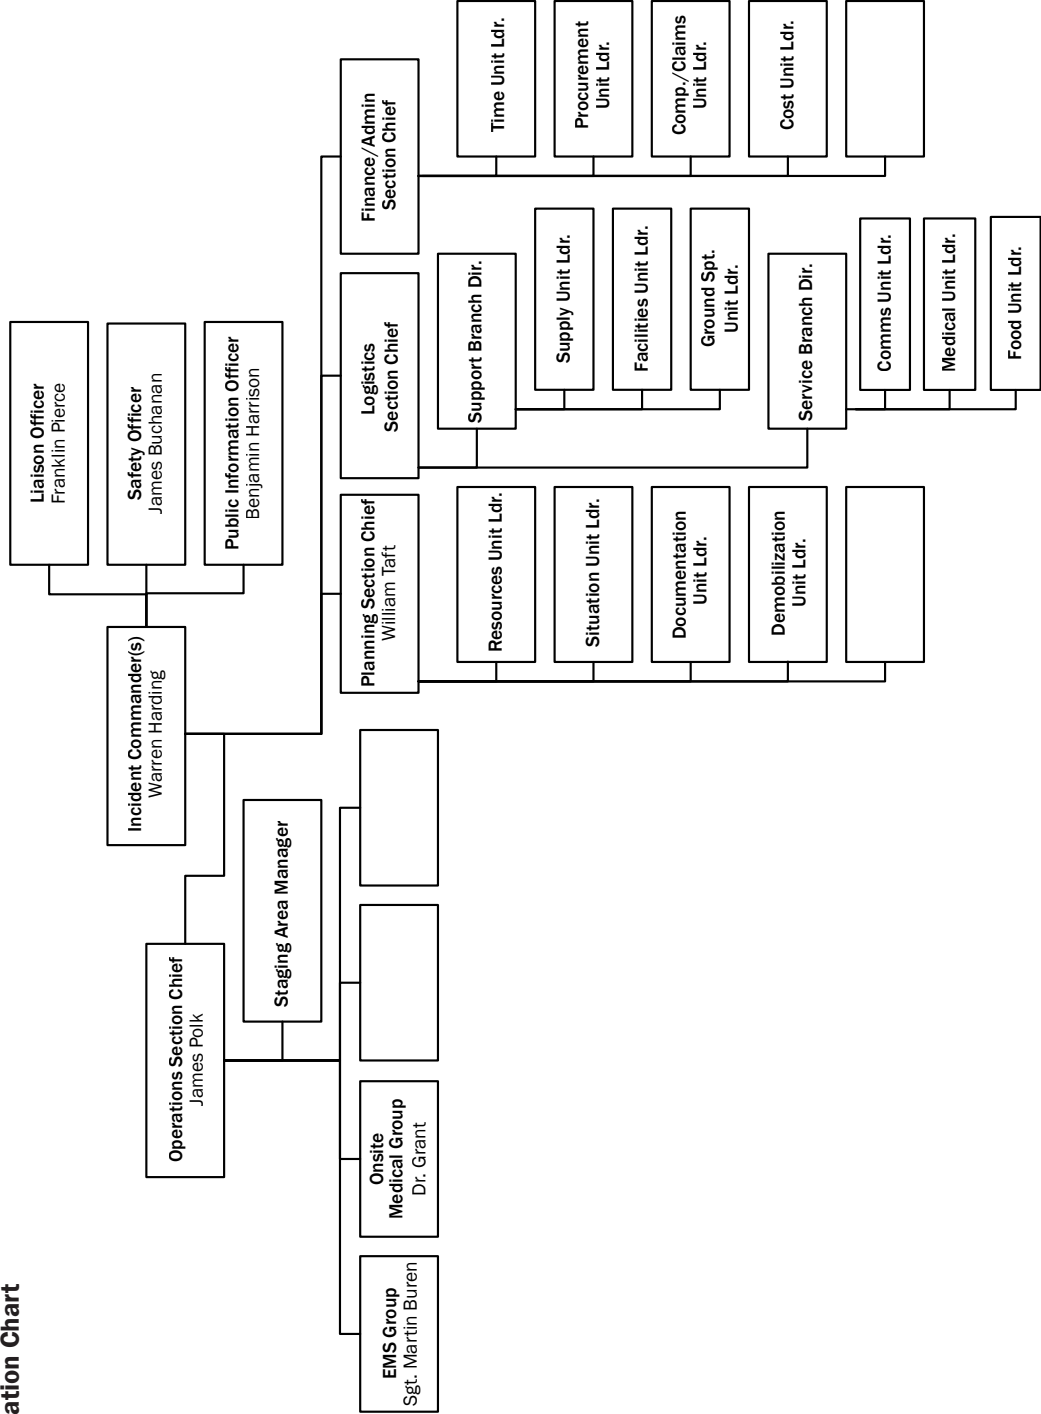 ation Chart
Liaison Officer
Franklin Pierce
Safety Officer
James Buchanan
Public Information Officer
Benjamin Harrison
Incident Commander(s)
Warren Harding
Operations Section Chief
James Polk
Staging Area Manager
EMS Group
Sgt. Martin Buren
Onsite
Medical Group
Dr. Grant
Planning Section Chief
William Taft
Resources Unit Ldr.
Situation Unit Ldr.
Documentation
Unit Ldr.
Demobilization
Unit Ldr.
Logistics
Section Chief
Support Branch Dir.
Supply Unit Ldr.
Facilities Unit Ldr.
Ground Spt.
Unit Ldr.
Service Branch Dir.
Comms Unit Ldr.
Medical Unit Ldr.
Food Unit Ldr.
Finance/Admin
Section Chief
Time Unit Ldr.
Procurement
Unit Ldr.
Comp./Claims
Unit Ldr.
Cost Unit Ldr.